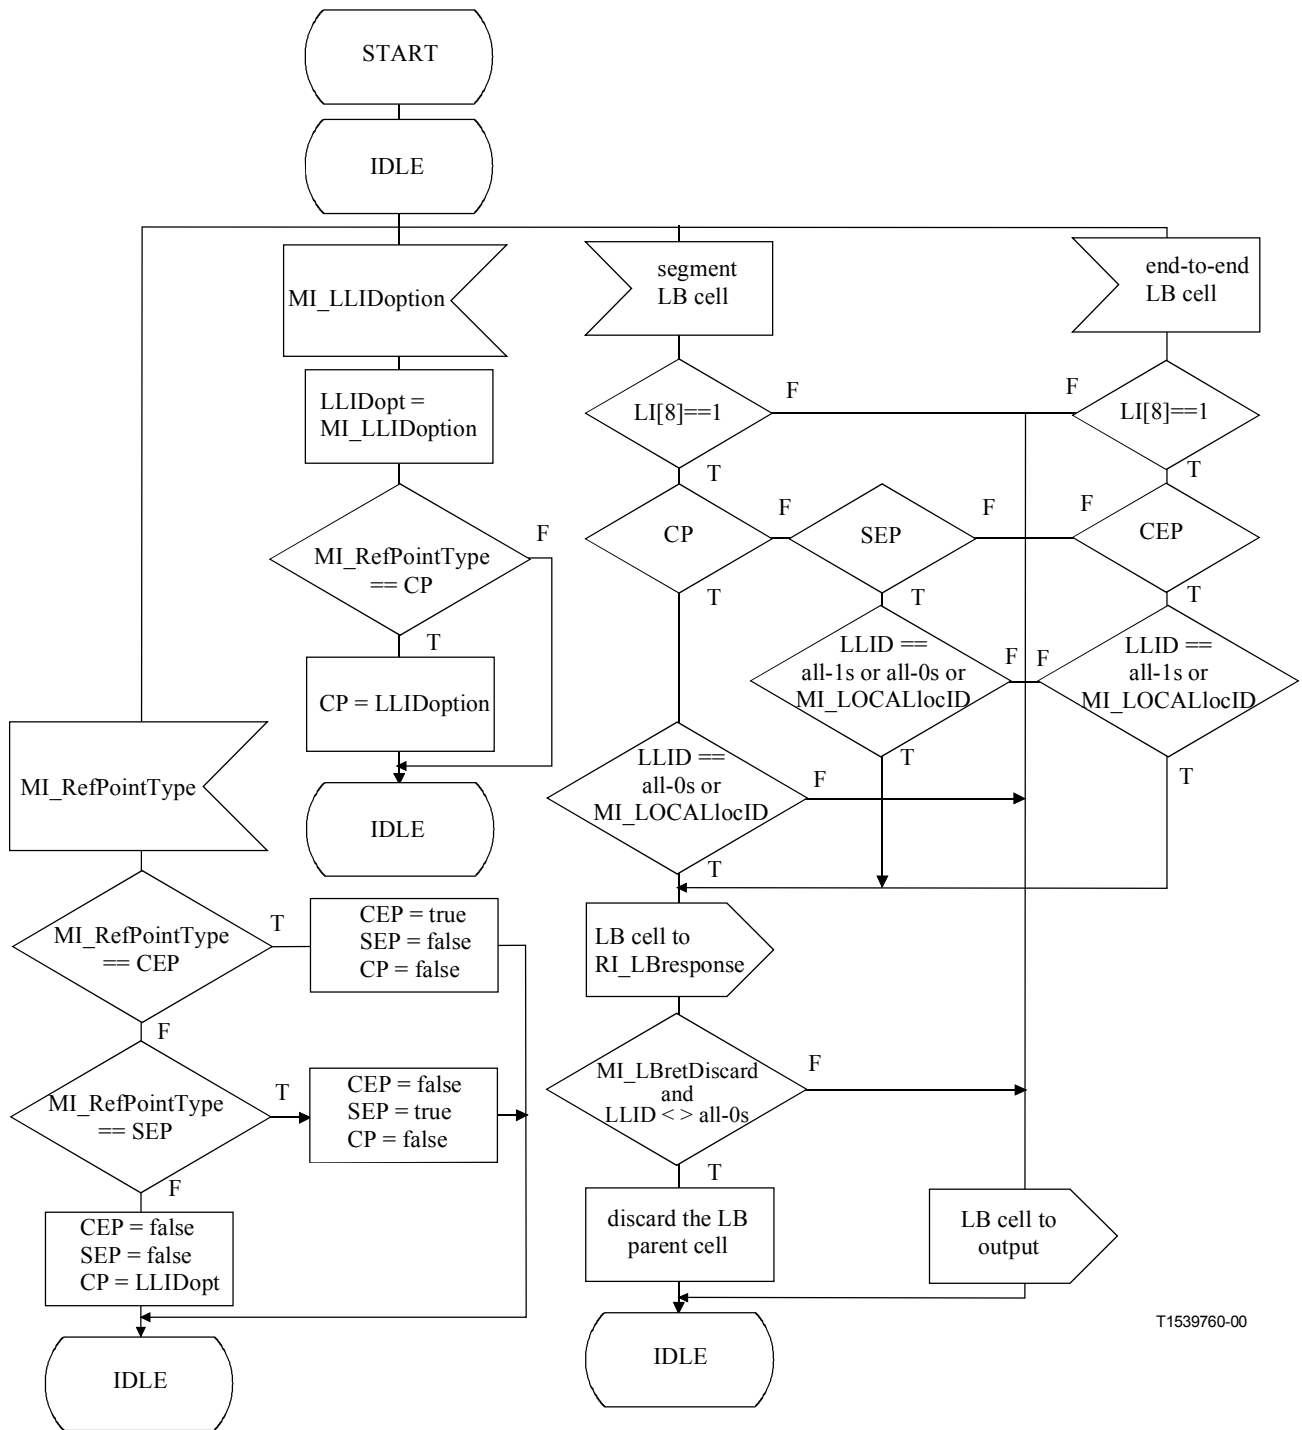 START
IDLE
MI_LLIDoption
segment
LB cell
end-to-end
LB cell
LLIDopt =
MI_LLIDoption
LI[8]==1
F
F
LI[8]==1
T
T
MI_RefPointType
== CP
F
T
CP
F
SEP
F
F
CEP
T
T
T
CP = LLIDoption
LLID ==
all-1s or all-0s or
MI_LOCALlocID
F
F
LLID ==
all-1s or
MI_LOCALlocID
T
T
MI_RefPointType
IDLE
LLID ==
all-0s or
MI_LOCALlocID
F
T
MI_RefPointType
== CEP
T
F
CEP = true
SEP = false
CP = false
LB cell to
RI_LBresponse
MI_RefPointType
== SEP
T
F
CEP = false
SEP = true
CP = false
MI_LBretDiscard
and
LLID < > all-0s
F
T
CEP = false
SEP = false
CP = LLIDopt
discard the LB
parent cell
LB cell to
output
IDLE
IDLE
T1539760-00